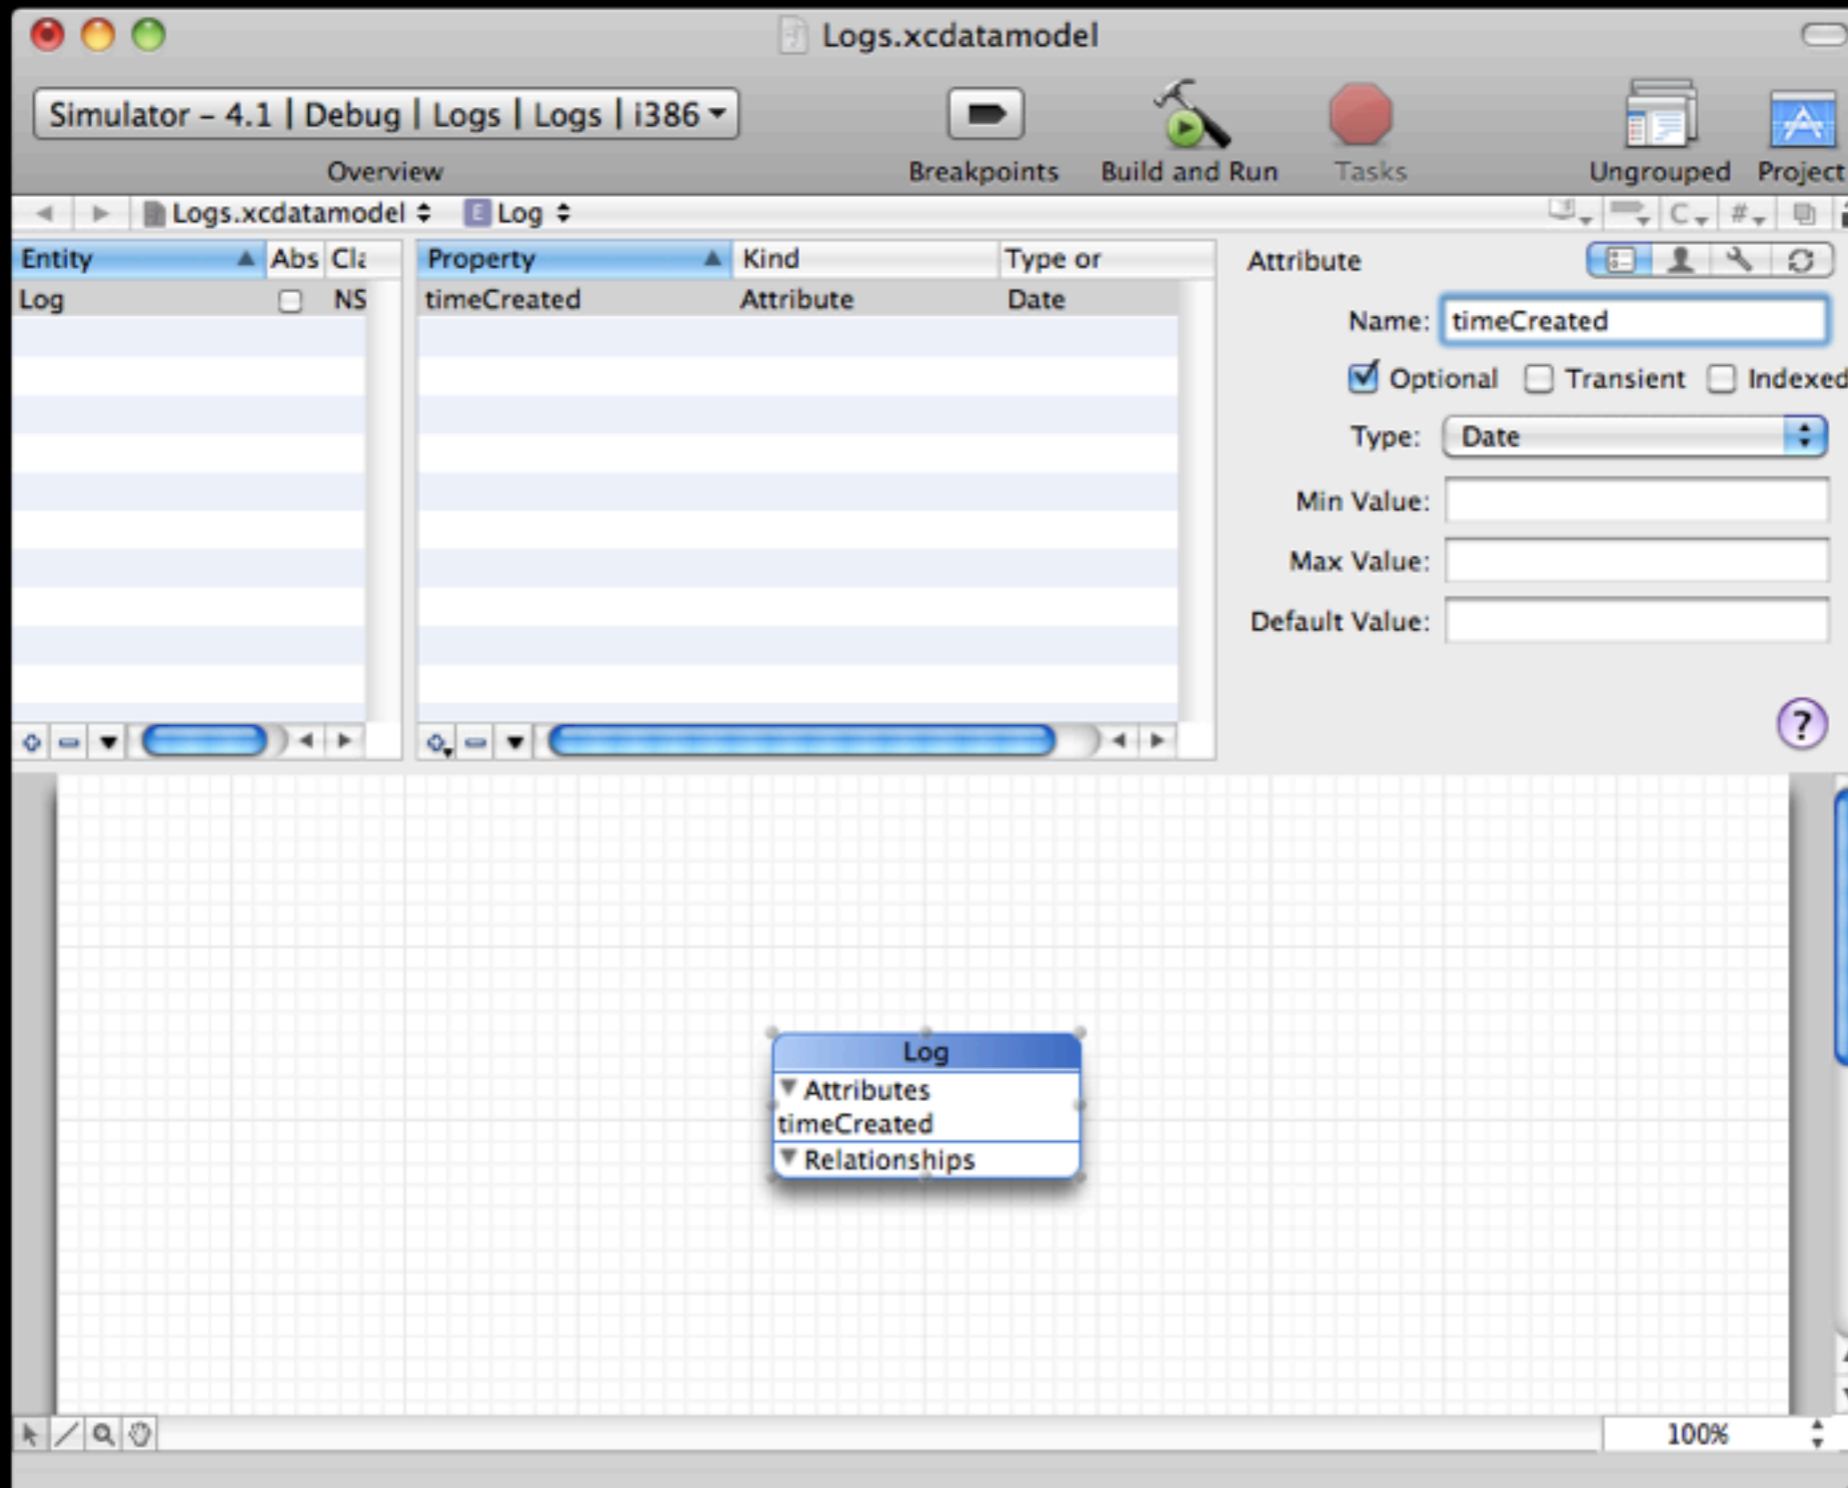 Logs.xcdatamodel
Simulator – 4.1 | Debug | Logs | Logs | i386
Overview
Breakpoints
Build and Run
Tasks
Ungrouped
Project
Logs.xcdatamodel
E Log
C
#
Entity
Abs
Cla
Log
NS
Property
Kind
Type or
timeCreated
Attribute
Date
Attribute
Name: timeCreated
Optional
Transient
Indexed
Type: Date
Min Value:
Max Value:
Default Value:
?
Log
Attributes
timeCreated
Relationships
100%